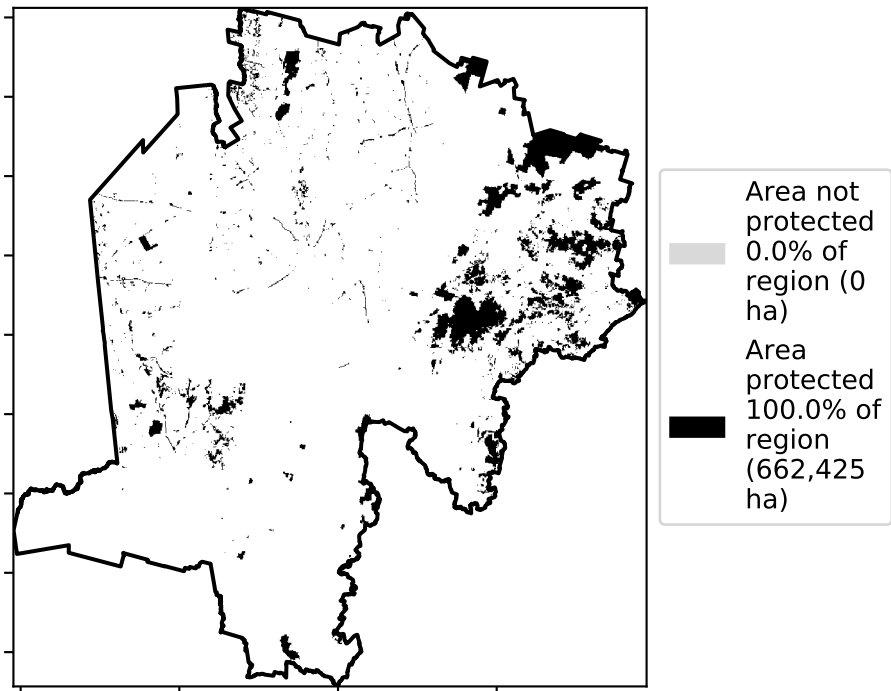 Area not
protected
0.0% of
region (0
ha)
Area
protected
100.0% of
region
(662,425
ha)